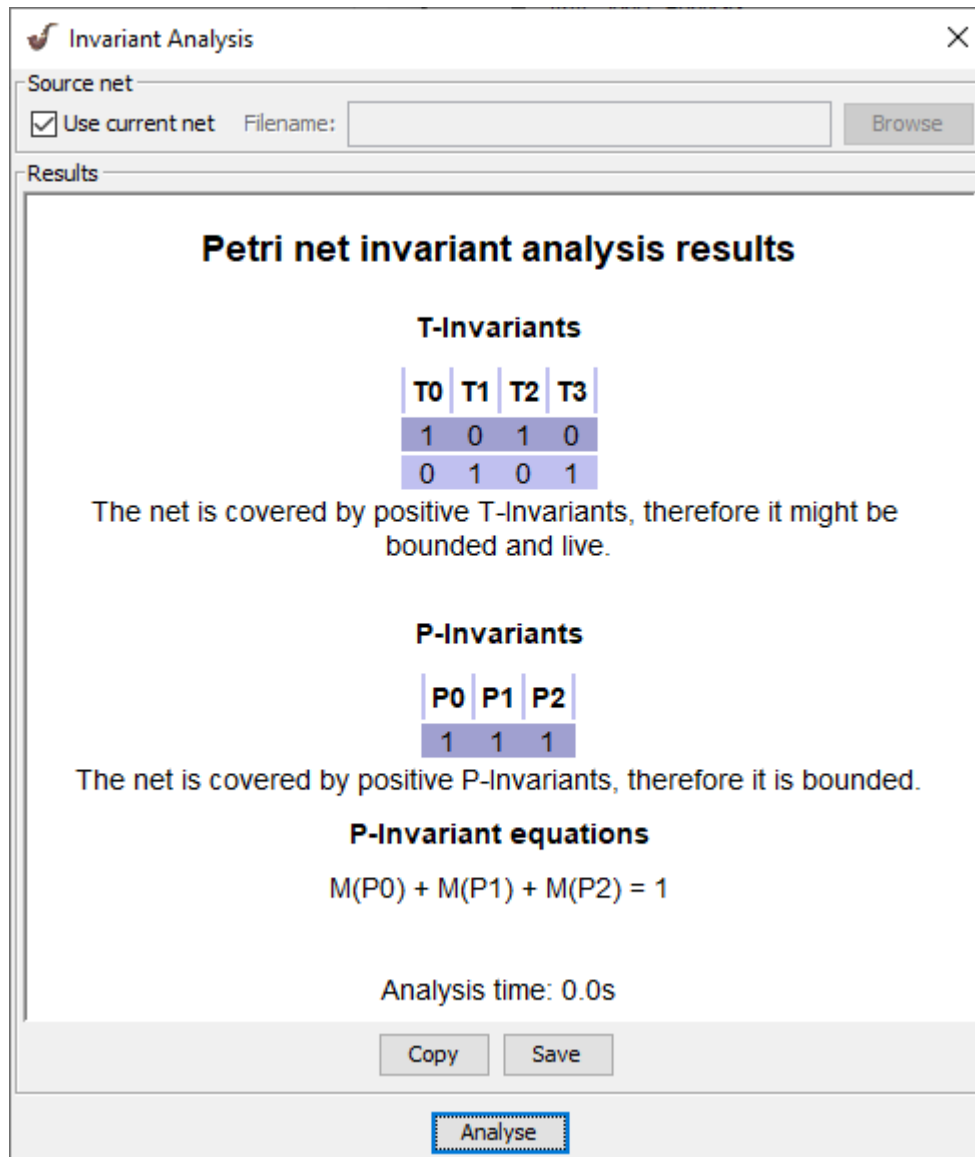 Invariant Analysis
Source net
Use current net Filename: Browse
Results
Petri net invariant analysis results
T-Invariants
T0 T1 T2 T3
1 0 1 0
0 1 0 1
The net is covered by positive T-Invariants, therefore it might be
bounded and live.
P-Invariants
P0 P1 P2
1 1 1
The net is covered by positive P-Invariants, therefore it is bounded.
P-Invariant equations
M(P0) + M(P1) + M(P2) = 1
Analysis time: 0.0s
Copy Save
Analyse